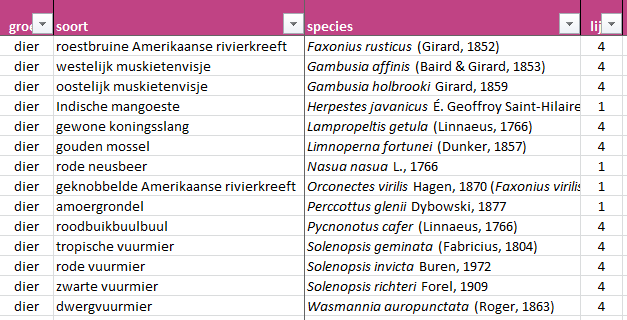 groe soort species lij
dier roestbruine Amerikaanse rivierkreeft Faxonius rusticus (Girard, 1852) 4
dier westelijk muskietenvisje Gambusia affinis (Baird & Girard, 1853) 4
dier oostelijk muskietenvisje Gambusia holbrooki Girard, 1859 4
dier Indische mangoeste Herpestes javanicus É. Geoffroy Saint-Hilaire 1
dier gewone koningsslang Lampropeltis getula (Linnaeus, 1766) 4
dier gouden mossel Limnoperna fortunei (Dunker, 1857) 4
dier rode neusbeer Nasua nasua L., 1766 1
dier geknobbelde Amerikaanse rivierkreeft Orconectes virilis Hagen, 1870 (Faxonius virilis 1
dier amoergrondel Perccottus glenii Dybowski, 1877 1
dier roodbuikbuulbuul Pycnonotus cafer (Linnaeus, 1766) 4
dier tropische vuurmier Solenopsis geminata (Fabricius, 1804) 4
dier rode vuurmier Solenopsis invicta Buren, 1972 4
dier zwarte vuurmier Solenopsis richteri Forel, 1909 4
dier dwergvuurmier Wasmannia auropunctata (Roger, 1863) 4